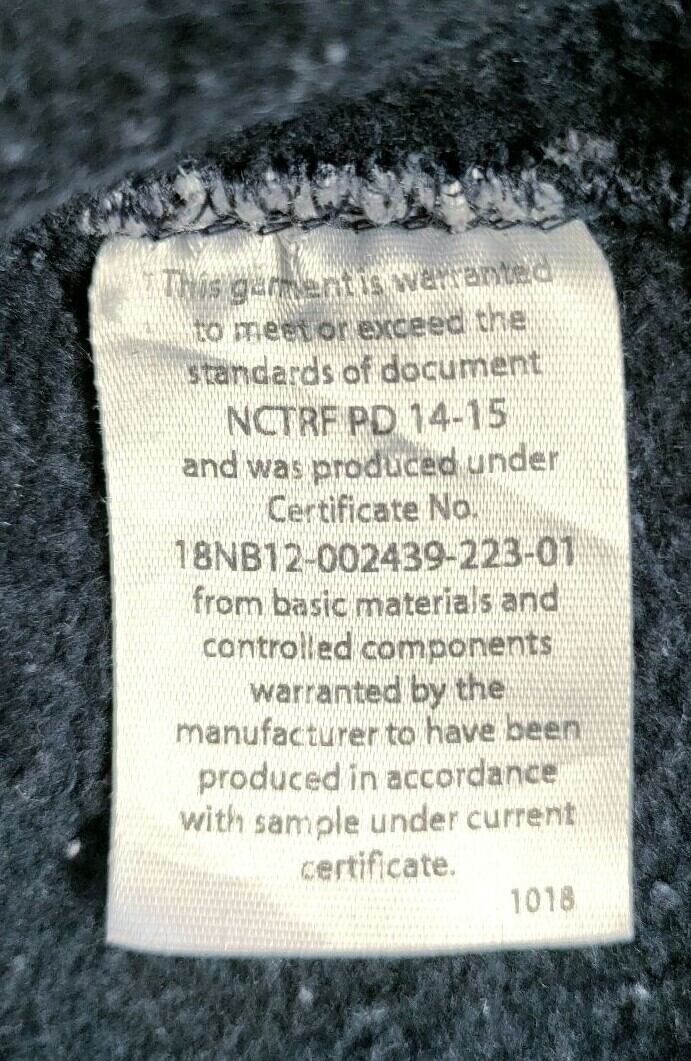 This garment is warranted
to meet or exceed the
standards of document
NCTRF PD 14-15
and was produced under
Certificate No.
18NB12-002439-223-01
from basic materials and
controlled components
warranted by the
manufacturer to have been
produced in accordance
with sample under current
certificate.
1018